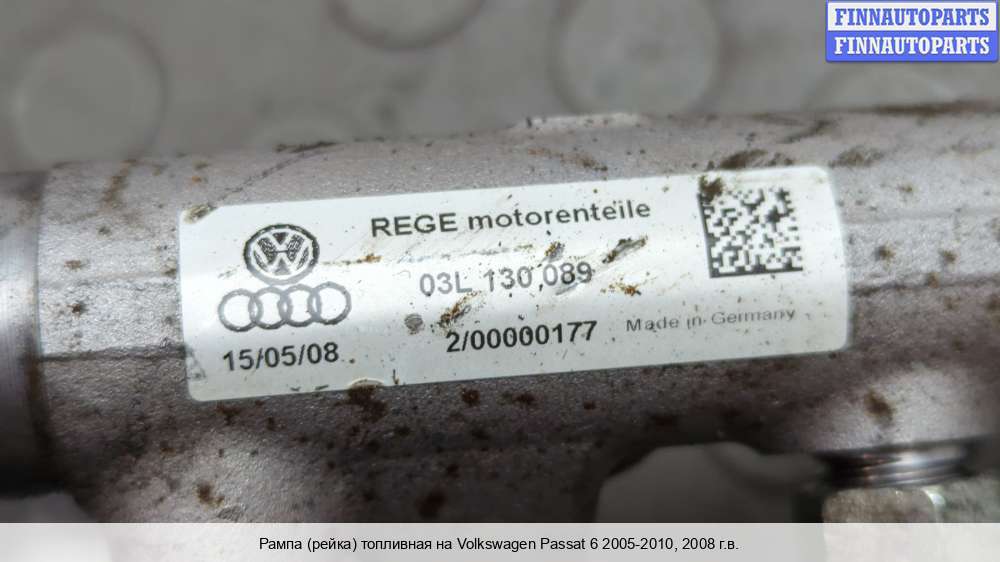 FINNAUTOPARTS
FINNAUTOPARTS
REGE motorenteile
03L 130 089
15/05/08
2/00000177
Made in Germany
Рампа (рейка) топливная на Volkswagen Passat 6 2005-2010, 2008 г.в.